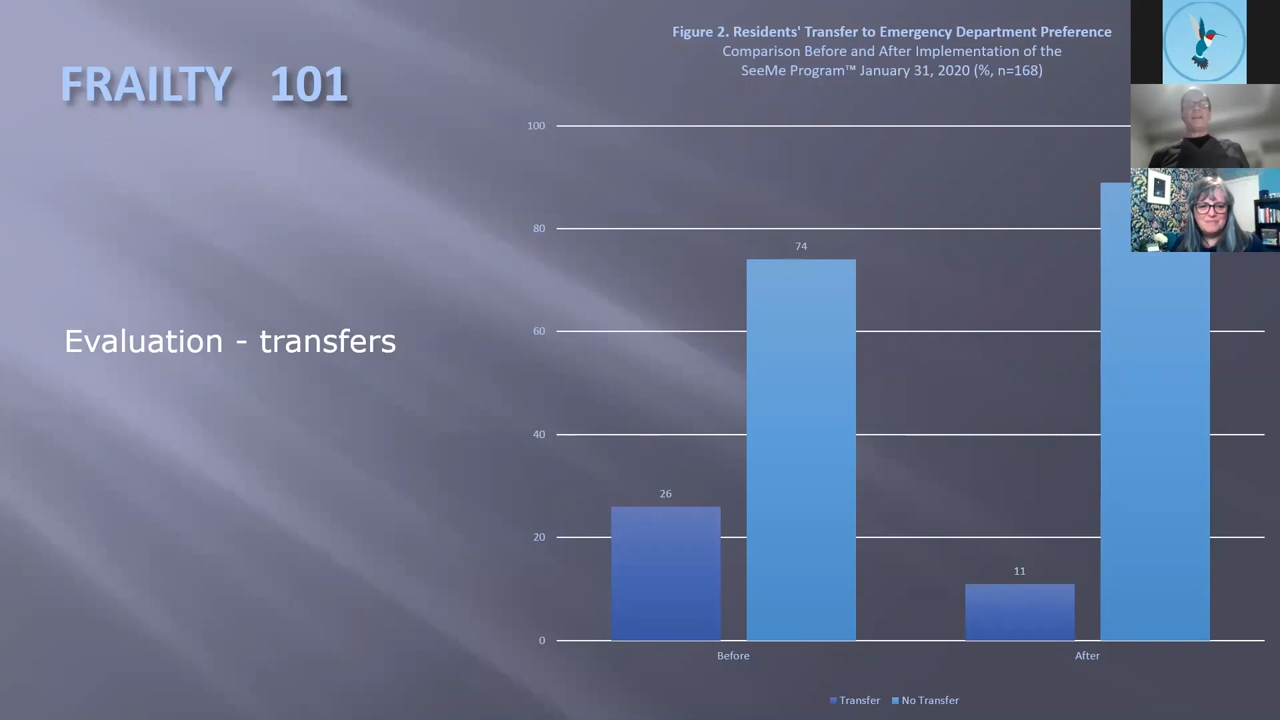 FRAILTY 101
Evaluation - transfers
Figure 2. Residents' Transfer to Emergency Department Preference
Comparison Before and After Implementation of the
SeeMe Program™ January 31, 2020 (%, n=168)
100
80
60
40
20
0
26
74
11
Before
After
Transfer
No Transfer